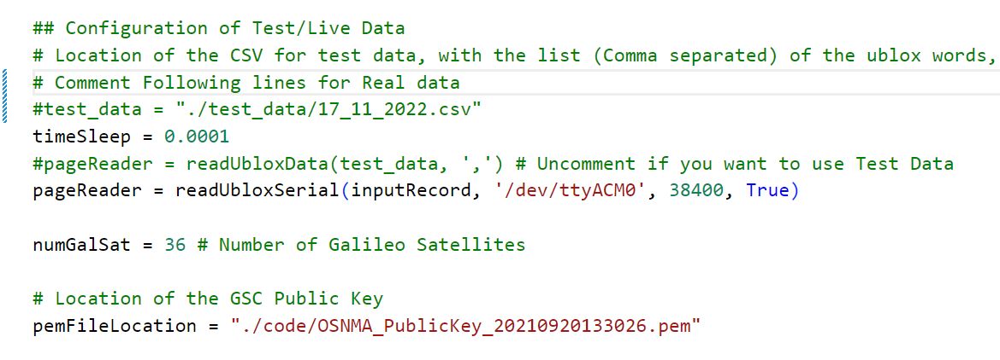 ## Configuration of Test/Live Data
# Location of the CSV for test data, with the list (Comma separated) of the ublox words,
# Comment Following lines for Real data
#test_data = "./test_data/17_11_2022.csv"
timeSleep = 0.0001
#pageReader = readUbloxData(test_data, ',') # Uncomment if you want to use Test Data
pageReader = readUbloxSerial(inputRecord, '/dev/ttyACM0', 38400, True)
numGalSat = 36 # Number of Galileo Satellites
# Location of the GSC Public Key
pemFileLocation = "./code/OSNMA_PublicKey_20210920133026.pem"